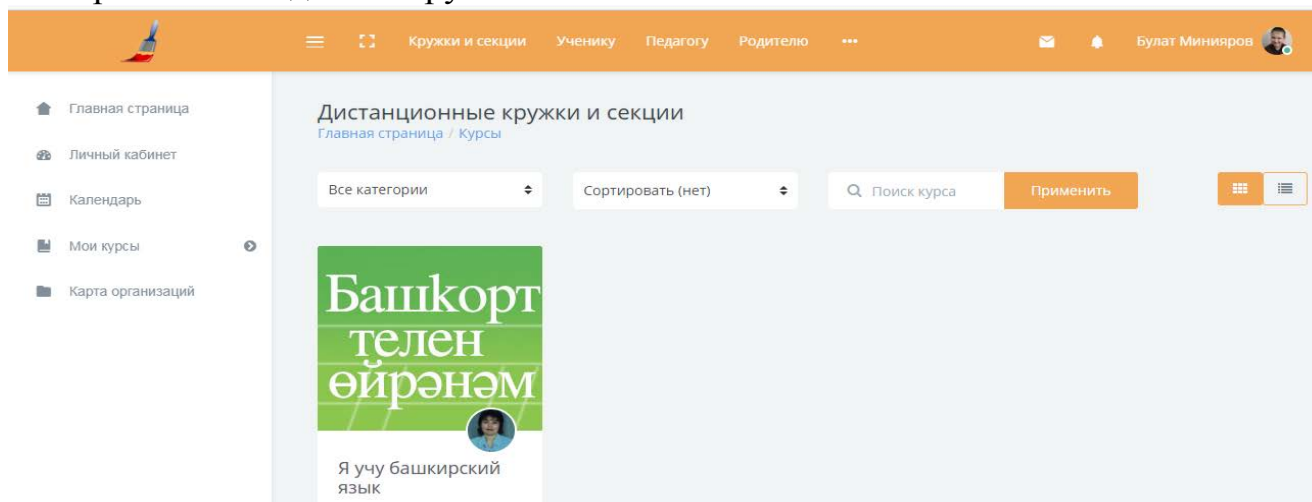 Кружки и секции Ученику Педагогу Родителю ••• Булат Минияров
Главная страница
Личный кабинет
Календарь
Мои курсы
Карта организаций
Дистанционные кружки и секции
Главная страница / Курсы
Все категории Сортировать (нет) Поиск курса Применить
Башкорт
телен
өйрәнәм
Я учу башкирский
язык